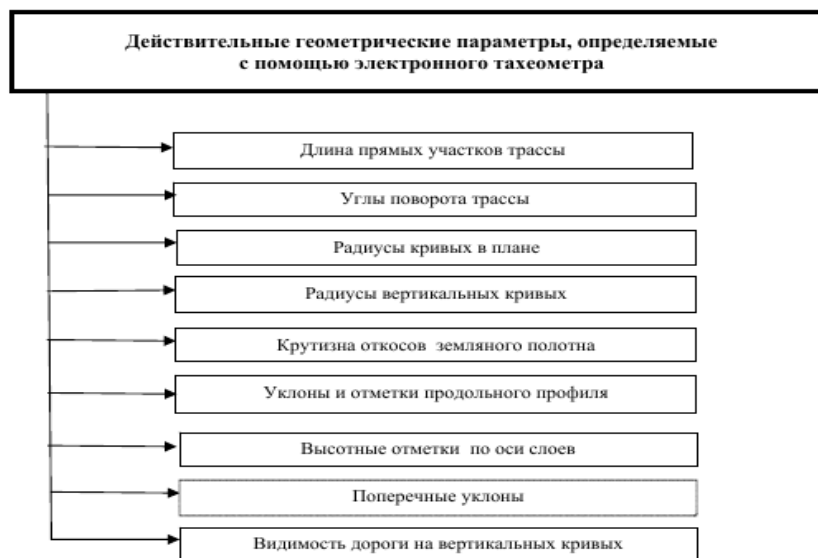 Действительные геометрические параметры, определяемые
с помощью электронного тахеометра
Длина прямых участков трассы
Углы поворота трассы
Радиусы кривых в плане
Радиусы вертикальных кривых
Крутизна откосов земляного полотна
Уклоны и отметки продольного профиля
Высотные отметки по оси слоев
Поперечные уклоны
Видимость дороги на вертикальных кривых